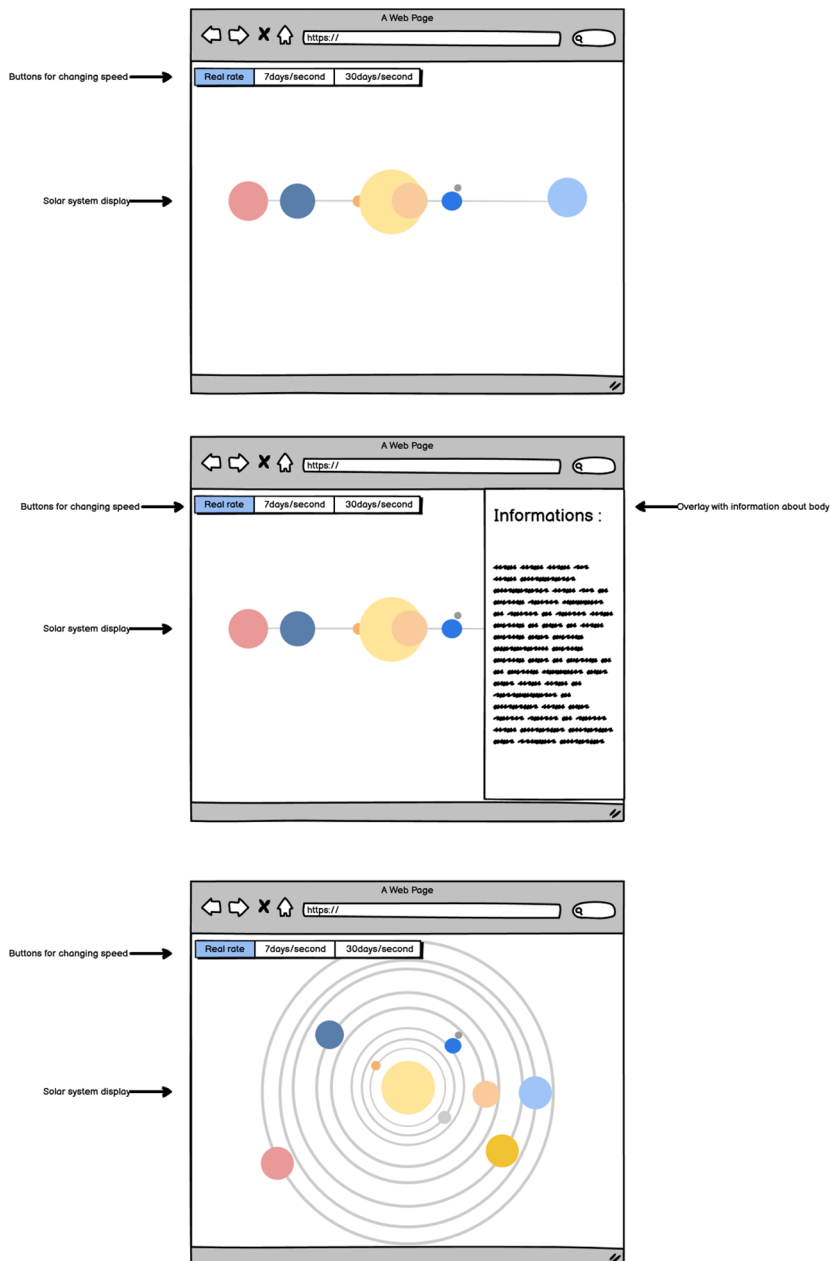 A Web Page
https://
Buttons for changing speed
Real rate
7days/second
30days/second
Solar system display
A Web Page
https://
Buttons for changing speed
Real rate
7days/second
30days/second
Informations :
Overlay with information about body
Solar system display
A Web Page
https://
Buttons for changing speed
Real rate
7days/second
30days/second
Solar system display